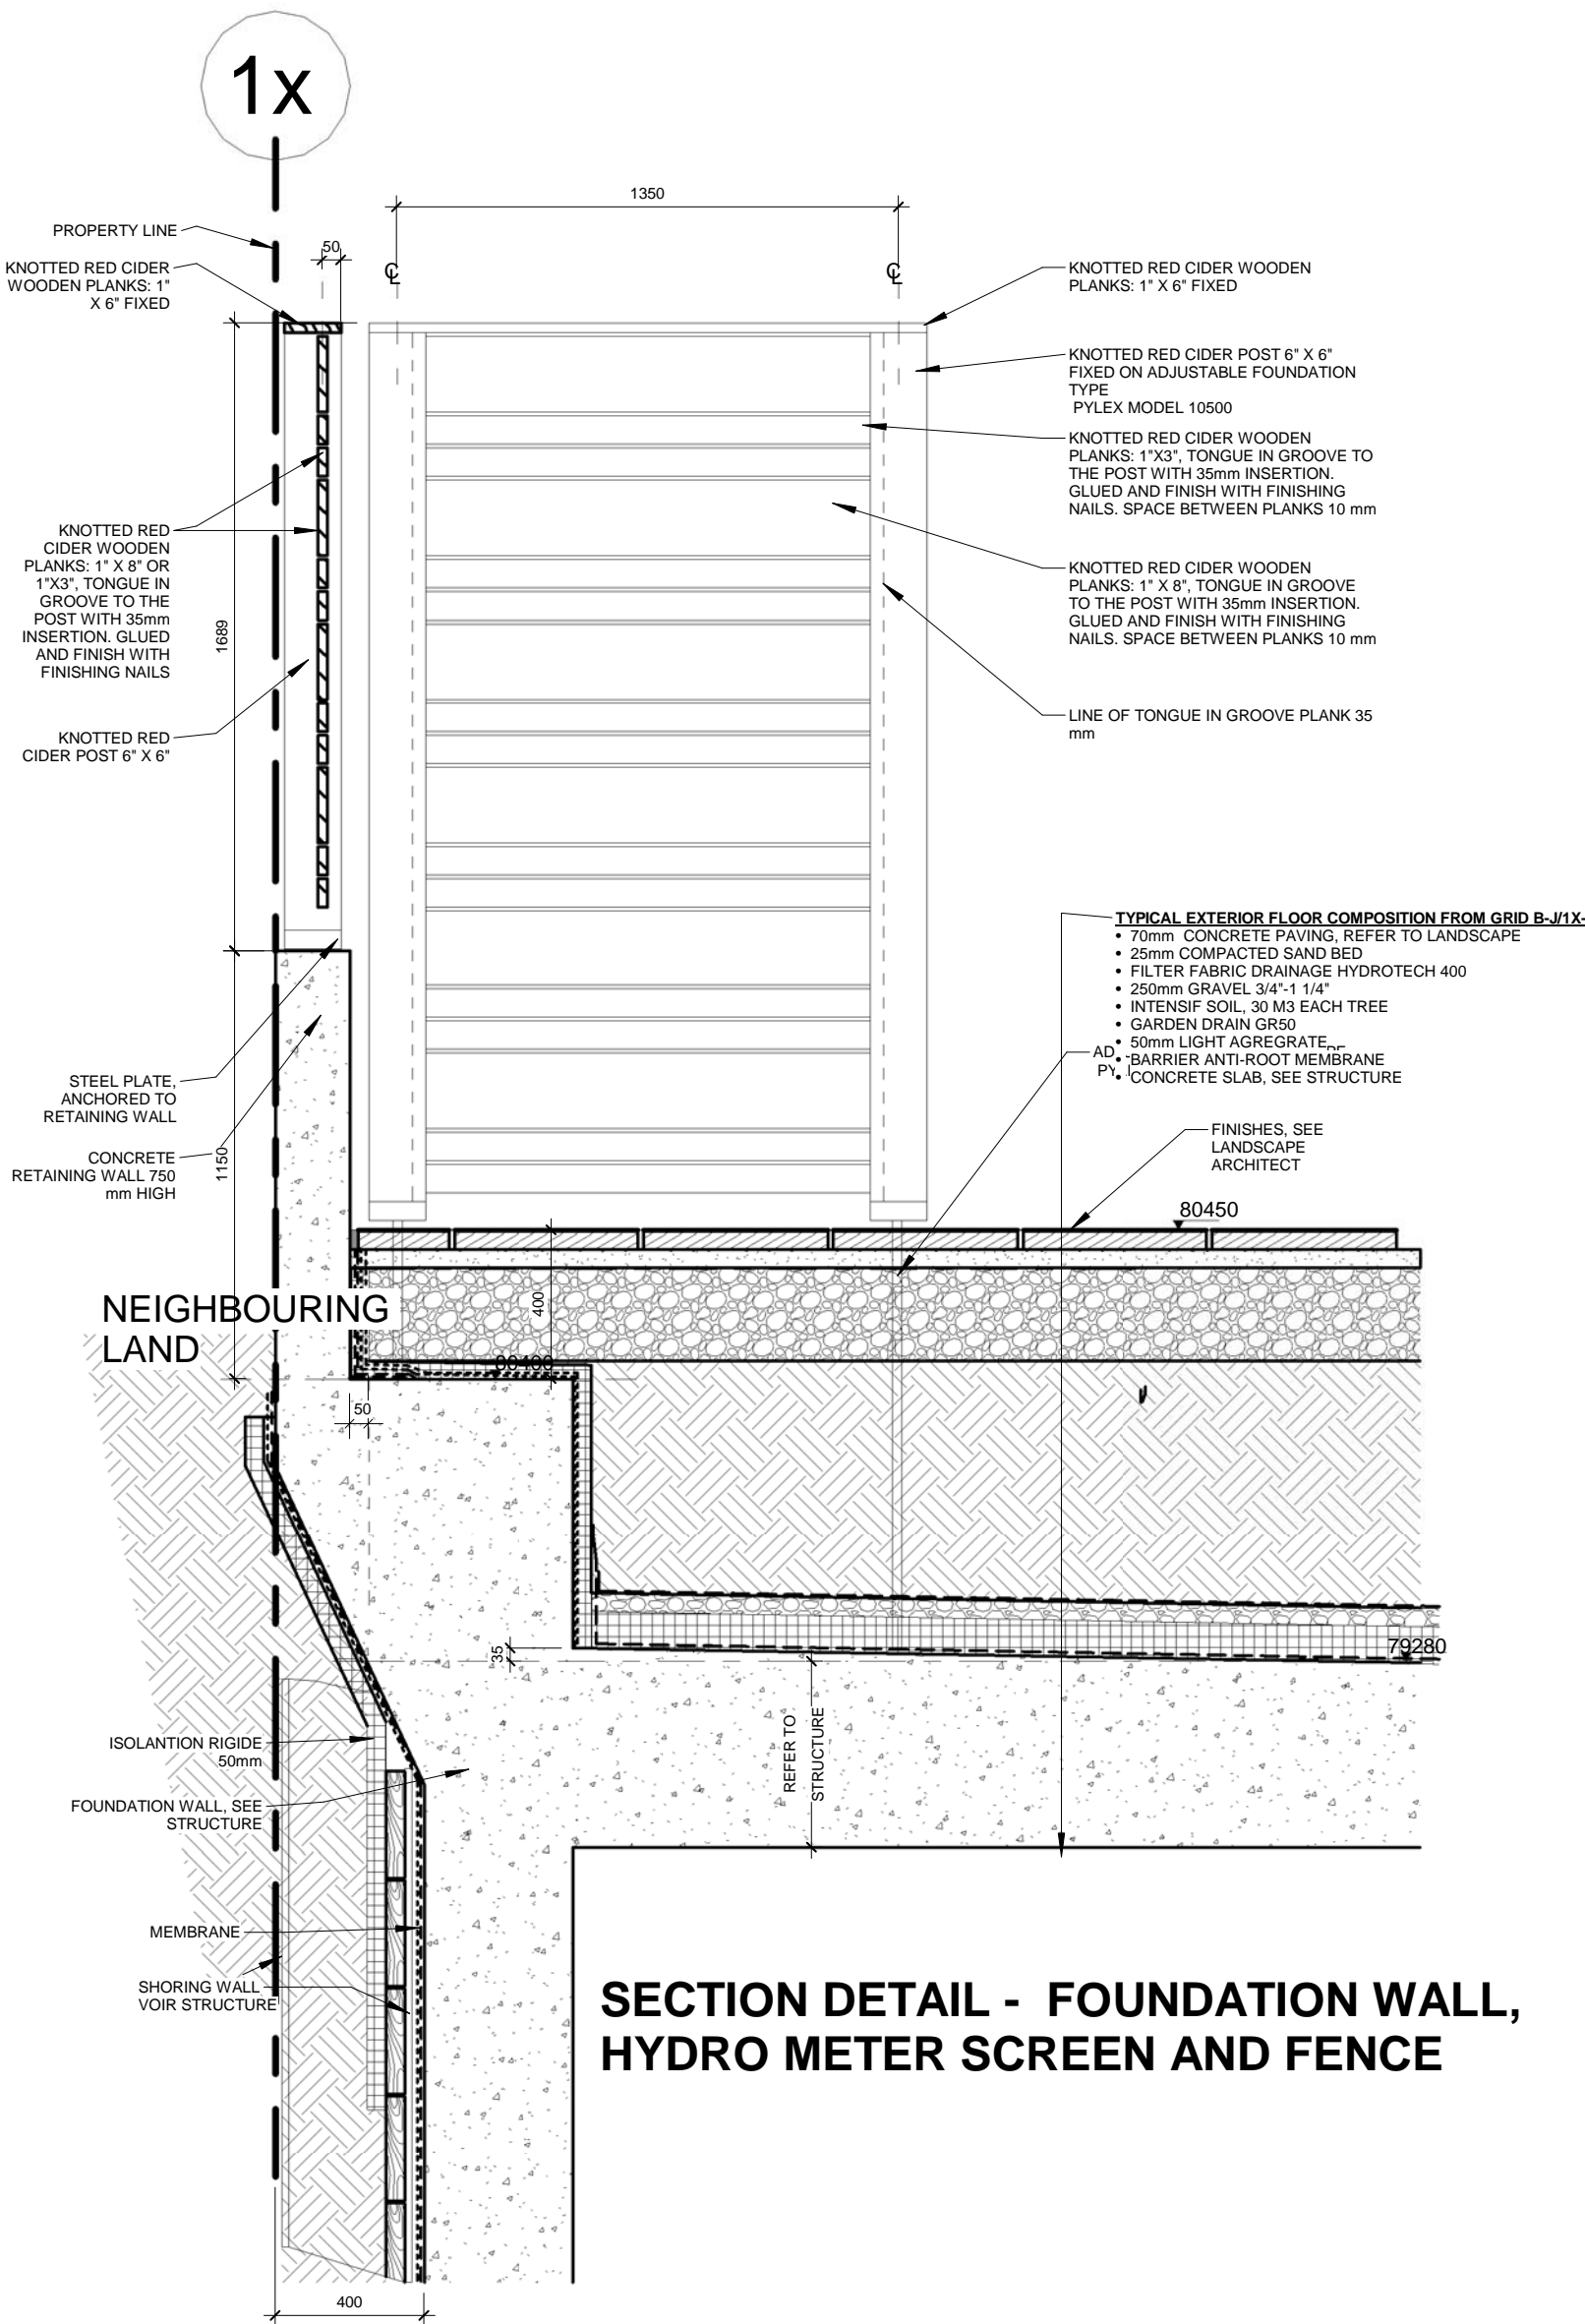 1x
1350
PROPERTY LINE
50
KNOTTED RED CIDER
WOODEN PLANKS: 1"
X 6" FIXED
KNOTTED RED CIDER WOODEN
PLANKS: 1" X 6" FIXED
KNOTTED RED CIDER POST 6" X 6"
FIXED ON ADJUSTABLE FOUNDATION
TYPE
PYLEX MODEL 10500
KNOTTED RED CIDER WOODEN
PLANKS: 1"X3", TONGUE IN GROOVE TO
THE POST WITH 35mm INSERTION.
GLUED AND FINISH WITH FINISHING
NAILS. SPACE BETWEEN PLANKS 10 mm
KNOTTED RED
CIDER WOODEN
PLANKS: 1" X 8" OR
1"X3", TONGUE IN
GROOVE TO THE
POST WITH 35mm
INSERTION. GLUED
AND FINISH WITH
FINISHING NAILS
1689
KNOTTED RED CIDER WOODEN
PLANKS: 1" X 8", TONGUE IN GROOVE
TO THE POST WITH 35mm INSERTION.
GLUED AND FINISH WITH FINISHING
NAILS. SPACE BETWEEN PLANKS 10 mm
KNOTTED RED
CIDER POST 6" X 6"
LINE OF TONGUE IN GROOVE PLANK 35
mm
TYPICAL EXTERIOR FLOOR COMPOSITION FROM GRID B-J/1X-
• 70mm CONCRETE PAVING, REFER TO LANDSCAPE
• 25mm COMPACTED SAND BED
• FILTER FABRIC DRAINAGE HYDROTECH 400
• 250mm GRAVEL 3/4"-1 1/4"
• INTENSIF SOIL, 30 M3 EACH TREE
• GARDEN DRAIN GR50
• 50mm LIGHT AGREGRATE
• BARRIER ANTI-ROOT MEMBRANE
• CONCRETE SLAB, SEE STRUCTURE
STEEL PLATE,
ANCHORED TO
RETAINING WALL
CONCRETE
RETAINING WALL 750
mm HIGH
1150
FINISHES, SEE
LANDSCAPE
ARCHITECT
80450
NEIGHBOURING
LAND
400
50
35
79280
REFER TO
STRUCTURE
ISOLANTION RIGIDE
50mm
FOUNDATION WALL, SEE
STRUCTURE
MEMBRANE
SHORING WALL
VOIR STRUCTURE
SECTION DETAIL - FOUNDATION WALL,
HYDRO METER SCREEN AND FENCE
400